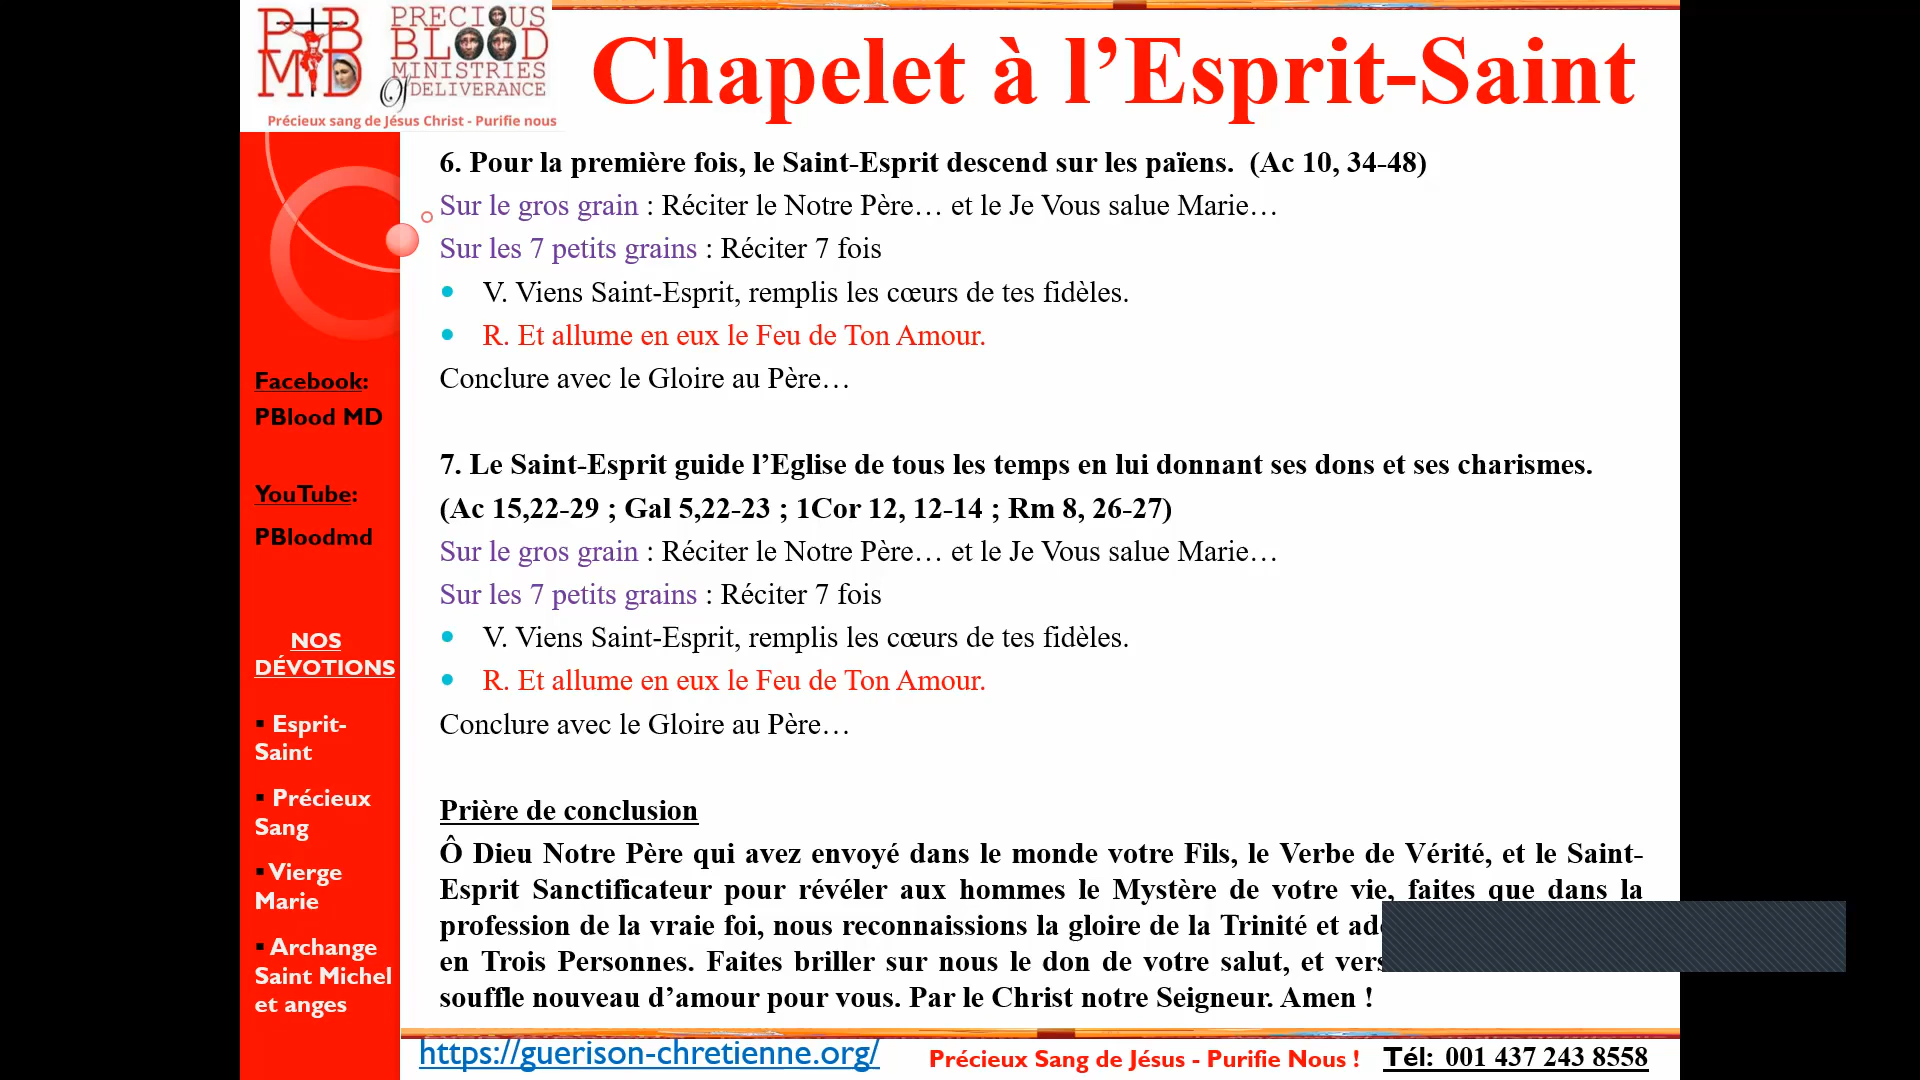 PBMD
PRECIOUS
BLOOD
MINISTRIES
Of DELIVERANCE
Précieux sang de Jésus Christ - Purifie nous
Chapelet à l’Esprit-Saint
6. Pour la première fois, le Saint-Esprit descend sur les païens. (Ac 10, 34-48)
Sur le gros grain : Réciter le Notre Père… et le Je Vous salue Marie…
Sur les 7 petits grains : Réciter 7 fois
• V. Viens Saint-Esprit, remplis les cœurs de tes fidèles.
• R. Et allume en eux le Feu de Ton Amour.
Conclure avec le Gloire au Père…
7. Le Saint-Esprit guide l’Eglise de tous les temps en lui donnant ses dons et ses charismes.
(Ac 15,22-29 ; Gal 5,22-23 ; 1Cor 12, 12-14 ; Rm 8, 26-27)
Sur le gros grain : Réciter le Notre Père… et le Je Vous salue Marie…
Sur les 7 petits grains : Réciter 7 fois
• V. Viens Saint-Esprit, remplis les cœurs de tes fidèles.
• R. Et allume en eux le Feu de Ton Amour.
Conclure avec le Gloire au Père…
Prière de conclusion
Ô Dieu Notre Père qui avez envoyé dans le monde votre Fils, le Verbe de Vérité, et le Saint-
Esprit Sanctificateur pour révéler aux hommes le Mystère de votre vie, faites que dans la
profession de la vraie foi, nous reconnaissions la gloire de la Trinité et
en Trois Personnes. Faites briller sur nous le don de votre salut, et
souffle nouveau d’amour pour vous. Par le Christ notre Seigneur. Amen !
Facebook:
PBlood MD
YouTube:
PBloodmd
NOS
DÉVOTIONS
▪ Esprit-
Saint
▪ Précieux
Sang
▪ Vierge
Marie
▪ Archange
Saint Michel
et anges
https://guerison-chretienne.org/
Précieux Sang de Jésus - Purifie Nous !
Tél: 001 437 243 8558